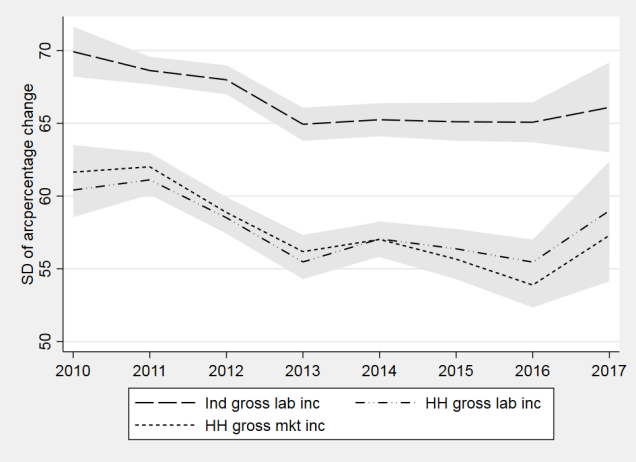 SD of arcpercentage change
70
65
60
55
50
2010 2011 2012 2013 2014 2015 2016 2017
Ind gross lab inc HH gross lab inc
HH gross mkt inc